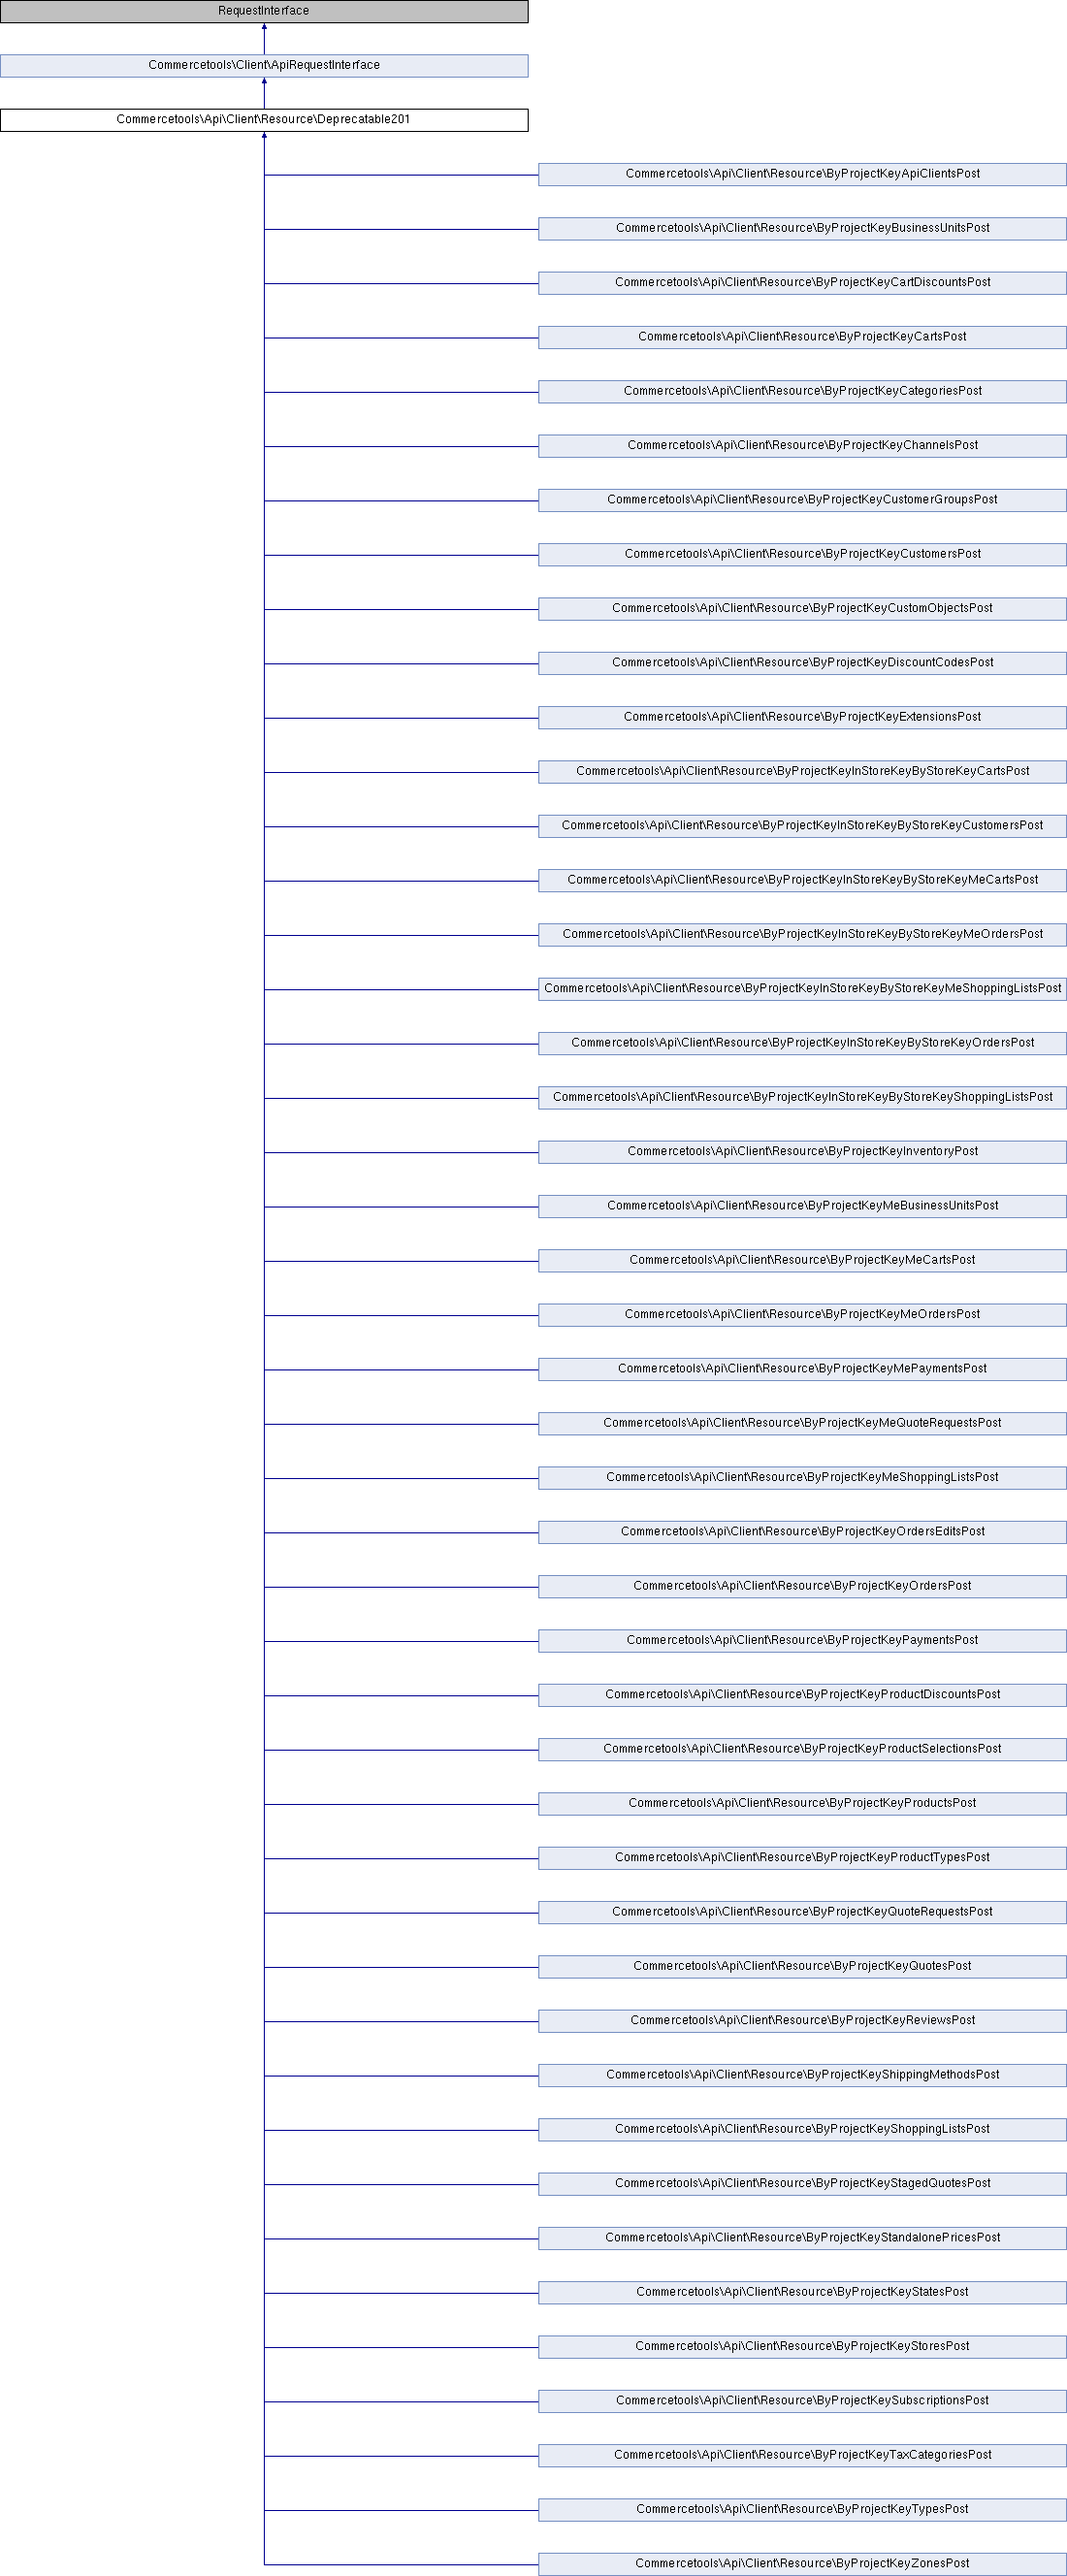 RequestInterface
Commercetools\Client\ApiRequestInterface
Commercetools\Api\Client\Resource\Deprecatable201
Commercetools\Api\Client\Resource\ByProjectKeyApiClientsPost
Commercetools\Api\Client\Resource\ByProjectKeyBusinessUnitsPost
Commercetools\Api\Client\Resource\ByProjectKeyCartDiscountsPost
Commercetools\Api\Client\Resource\ByProjectKeyCartsPost
Commercetools\Api\Client\Resource\ByProjectKeyCategoriesPost
Commercetools\Api\Client\Resource\ByProjectKeyChannelsPost
Commercetools\Api\Client\Resource\ByProjectKeyCustomerGroupsPost
Commercetools\Api\Client\Resource\ByProjectKeyCustomersPost
Commercetools\Api\Client\Resource\ByProjectKeyCustomObjectsPost
Commercetools\Api\Client\Resource\ByProjectKeyDiscountCodesPost
Commercetools\Api\Client\Resource\ByProjectKeyExtensionsPost
Commercetools\Api\Client\Resource\ByProjectKeyInStoreKeyByStoreKeyCartsPost
Commercetools\Api\Client\Resource\ByProjectKeyInStoreKeyByStoreKeyCustomersPost
Commercetools\Api\Client\Resource\ByProjectKeyInStoreKeyByStoreKeyMeCartsPost
Commercetools\Api\Client\Resource\ByProjectKeyInStoreKeyByStoreKeyMeOrdersPost
Commercetools\Api\Client\Resource\ByProjectKeyInStoreKeyByStoreKeyMeShoppingListsPost
Commercetools\Api\Client\Resource\ByProjectKeyInStoreKeyByStoreKeyOrdersPost
Commercetools\Api\Client\Resource\ByProjectKeyInStoreKeyByStoreKeyShoppingListsPost
Commercetools\Api\Client\Resource\ByProjectKeyInventoryPost
Commercetools\Api\Client\Resource\ByProjectKeyMeBusinessUnitsPost
Commercetools\Api\Client\Resource\ByProjectKeyMeCartsPost
Commercetools\Api\Client\Resource\ByProjectKeyMeOrdersPost
Commercetools\Api\Client\Resource\ByProjectKeyMePaymentsPost
Commercetools\Api\Client\Resource\ByProjectKeyMeQuoteRequestsPost
Commercetools\Api\Client\Resource\ByProjectKeyMeShoppingListsPost
Commercetools\Api\Client\Resource\ByProjectKeyOrdersEditsPost
Commercetools\Api\Client\Resource\ByProjectKeyOrdersPost
Commercetools\Api\Client\Resource\ByProjectKeyPaymentsPost
Commercetools\Api\Client\Resource\ByProjectKeyProductDiscountsPost
Commercetools\Api\Client\Resource\ByProjectKeyProductSelectionsPost
Commercetools\Api\Client\Resource\ByProjectKeyProductsPost
Commercetools\Api\Client\Resource\ByProjectKeyProductTypesPost
Commercetools\Api\Client\Resource\ByProjectKeyQuoteRequestsPost
Commercetools\Api\Client\Resource\ByProjectKeyQuotesPost
Commercetools\Api\Client\Resource\ByProjectKeyReviewsPost
Commercetools\Api\Client\Resource\ByProjectKeyShippingMethodsPost
Commercetools\Api\Client\Resource\ByProjectKeyShoppingListsPost
Commercetools\Api\Client\Resource\ByProjectKeyStagedQuotesPost
Commercetools\Api\Client\Resource\ByProjectKeyStandalonePricesPost
Commercetools\Api\Client\Resource\ByProjectKeyStatesPost
Commercetools\Api\Client\Resource\ByProjectKeyStoresPost
Commercetools\Api\Client\Resource\ByProjectKeySubscriptionsPost
Commercetools\Api\Client\Resource\ByProjectKeyTaxCategoriesPost
Commercetools\Api\Client\Resource\ByProjectKeyTypesPost
Commercetools\Api\Client\Resource\ByProjectKeyZonesPost